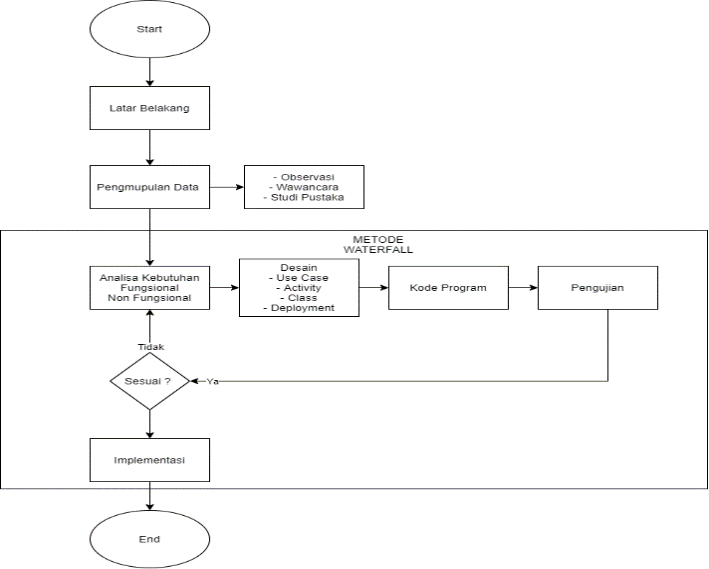 Start
Latar Belakang
Pengmupulan Data
- Observasi
- Wawancara
- Studi Pustaka
METODE
WATERFALL
Analisa Kebutuhan
Fungsional
Non Fungsional
Desain
- Use Case
- Activity
- Class
- Deployment
Kode Program
Pengujian
Tidak
Sesuai ?
Ya
Implementasi
End